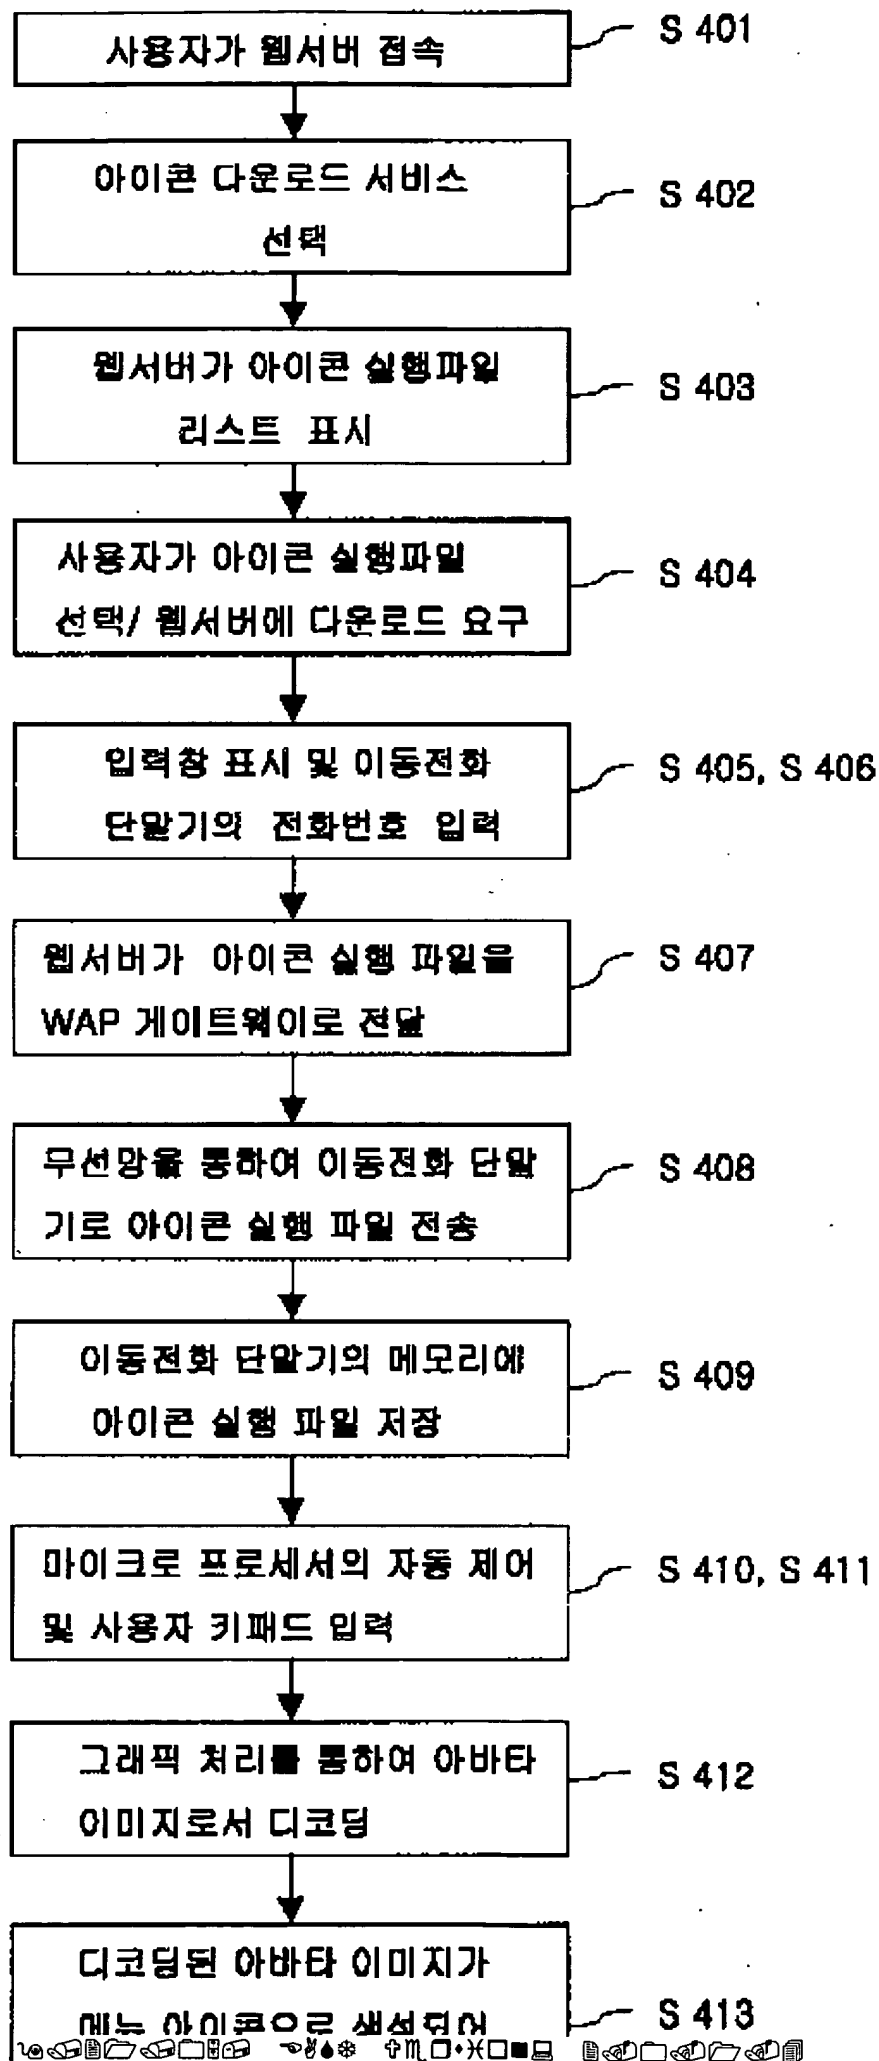 사용자가 웹서버 접속
S 401
아이콘 다운로드 서비스
선택
S 402
웹서버가 아이콘 실행파일
리스트 표시
S 403
사용자가 아이콘 실행파일
선택/ 웹서버에 다운로드 요구
S 404
입력창 표시 및 이동전화
단말기의 전화번호 입력
S 405, S 406
웹서버가 아이콘 실행 파일을
WAP 게이트웨이로 전달
S 407
무선망을 통하여 이동전화 단말
기로 아이콘 실행 파일 전송
S 408
이동전화 단말기의 메모리에
아이콘 실행 파일 저장
S 409
마이크로 프로세서의 자동 제어
및 사용자 키패드 입력
S 410, S 411
그래픽 처리를 통하여 아바타
이미지로서 디코딩
S 412
디코딩된 아바타 이미지가
메뉴 아이콘으로 생성되어
S 413